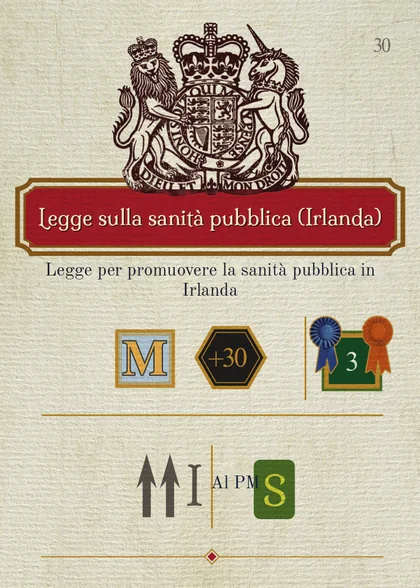 30
DIEU ET MON DROIT
Legge sulla sanità pubblica (Irlanda)
Legge per promuovere la sanità pubblica in
Irlanda
M +30 3
I Al PM S